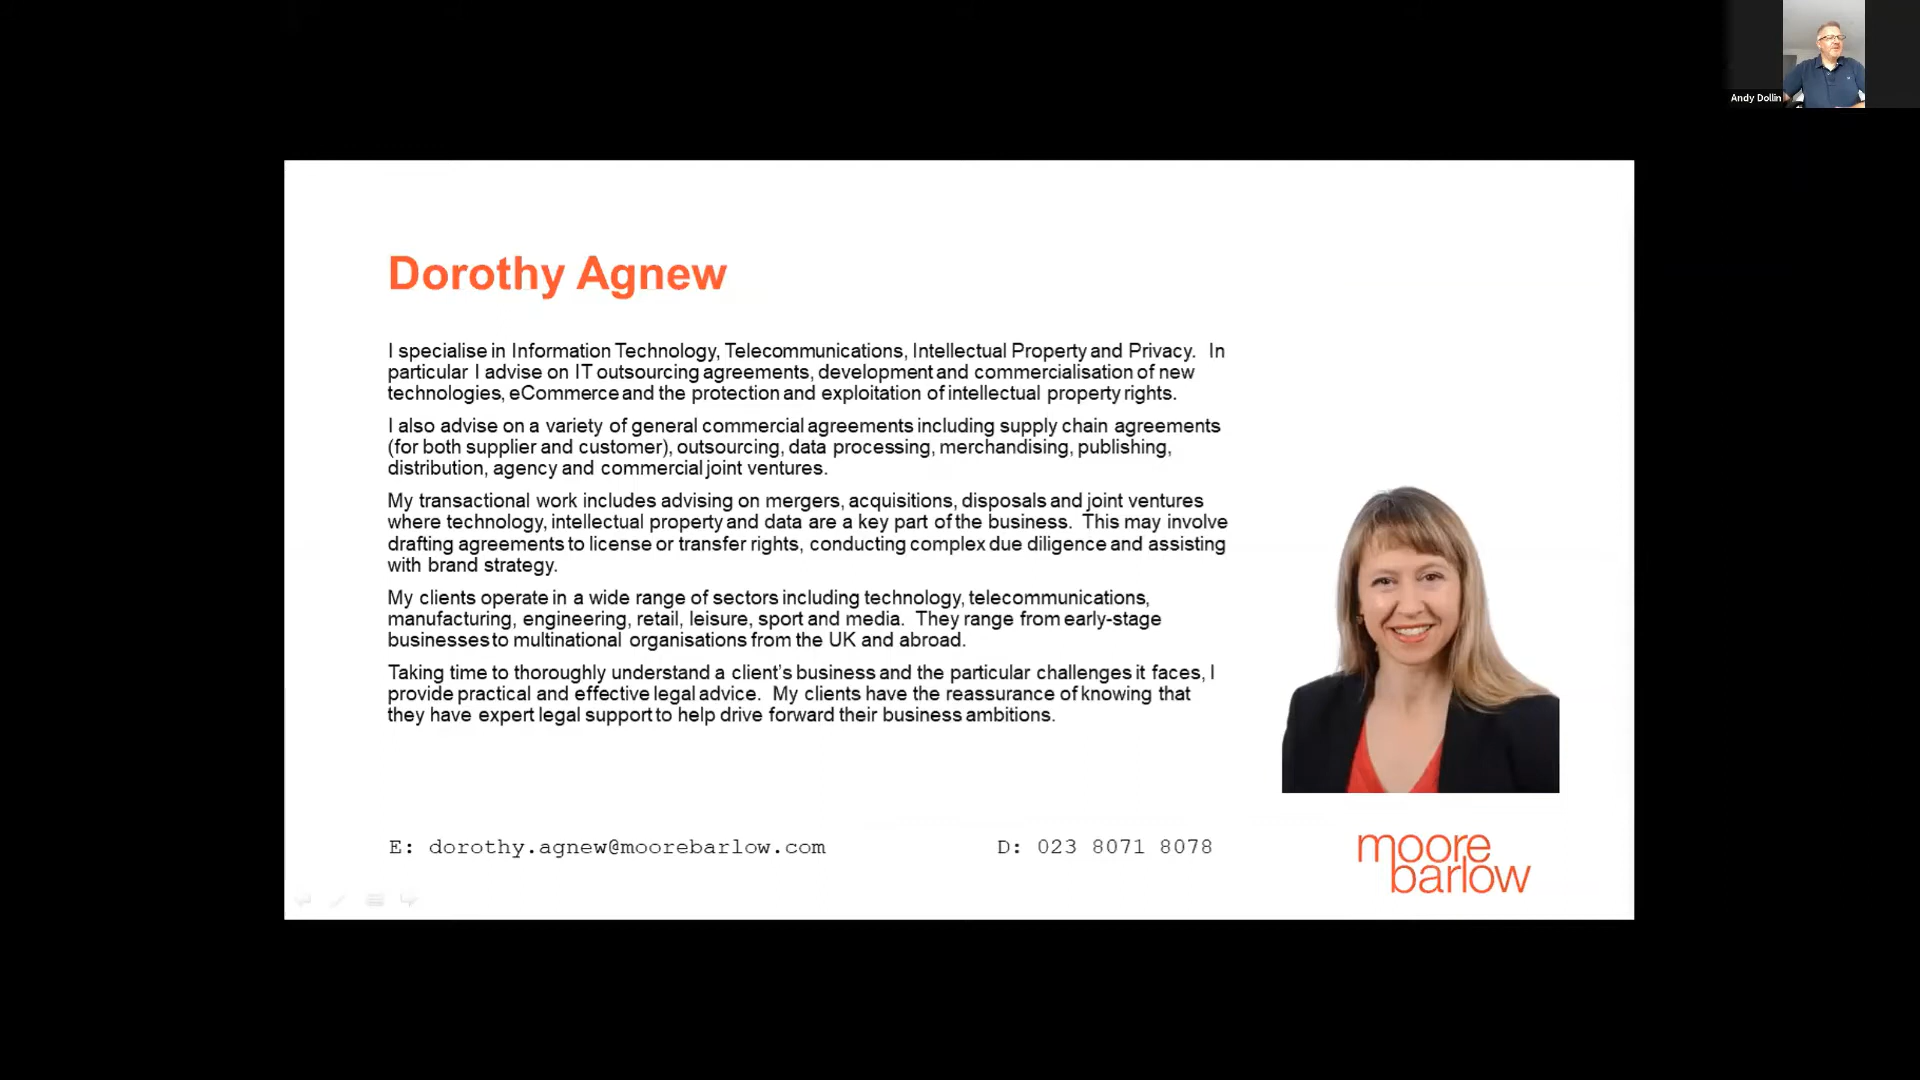 Andy Dollin
Dorothy Agnew
I specialise in Information Technology, Telecommunications, Intellectual Property and Privacy. In
particular I advise on IT outsourcing agreements, development and commercialisation of new
technologies, eCommerce and the protection and exploitation of intellectual property rights.
I also advise on a variety of general commercial agreements including supply chain agreements
(for both supplier and customer), outsourcing, data processing, merchandising, publishing,
distribution, agency and commercial joint ventures.
My transactional work includes advising on mergers, acquisitions, disposals and joint ventures
where technology, intellectual property and data are a key part of the business. This may involve
drafting agreements to license or transfer rights, conducting complex due diligence and assisting
with brand strategy.
My clients operate in a wide range of sectors including technology, telecommunications,
manufacturing, engineering, retail, leisure, sport and media. They range from early-stage
businesses to multinational organisations from the UK and abroad.
Taking time to thoroughly understand a client's business and the particular challenges it faces, I
provide practical and effective legal advice. My clients have the reassurance of knowing that
they have expert legal support to help drive forward their business ambitions.
E: dorothy.agnew@moorebarlow.com D: 023 8071 8078
moore
barlow